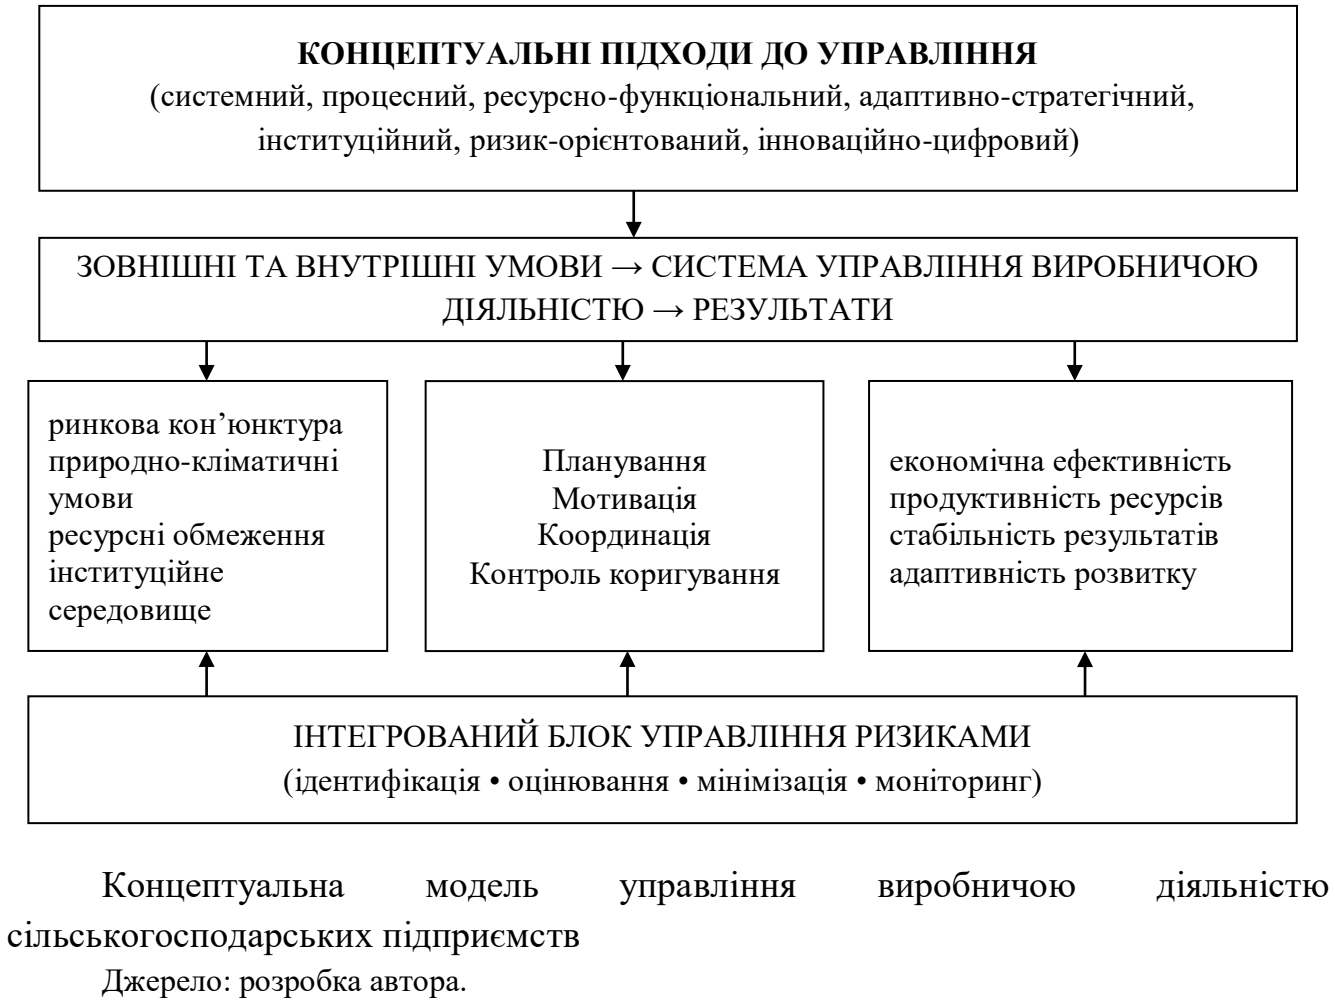 КОНЦЕПТУАЛЬНІ ПІДХОДИ ДО УПРАВЛІННЯ
(системний, процесний, ресурсно-функціональний, адаптивно-стратегічний,
інституційний, ризик-орієнтований, інноваційно-цифровий)
ЗОВНІШНІ ТА ВНУТРІШНІ УМОВИ → СИСТЕМА УПРАВЛІННЯ ВИРОБНИЧОЮ
ДІЯЛЬНІСТЮ → РЕЗУЛЬТАТИ
ринкова кон’юнктура
природно-кліматичні
умови
ресурсні обмеження
інституційне
середовище
Планування
Мотивація
Координація
Контроль коригування
економічна ефективність
продуктивність ресурсів
стабільність результатів
адаптивність розвитку
ІНТЕГРОВАНИЙ БЛОК УПРАВЛІННЯ РИЗИКАМИ
(ідентифікація • оцінювання • мінімізація • моніторинг)
Концептуальна модель управління виробничою діяльністю
сільськогосподарських підприємств
Джерело: розробка автора.